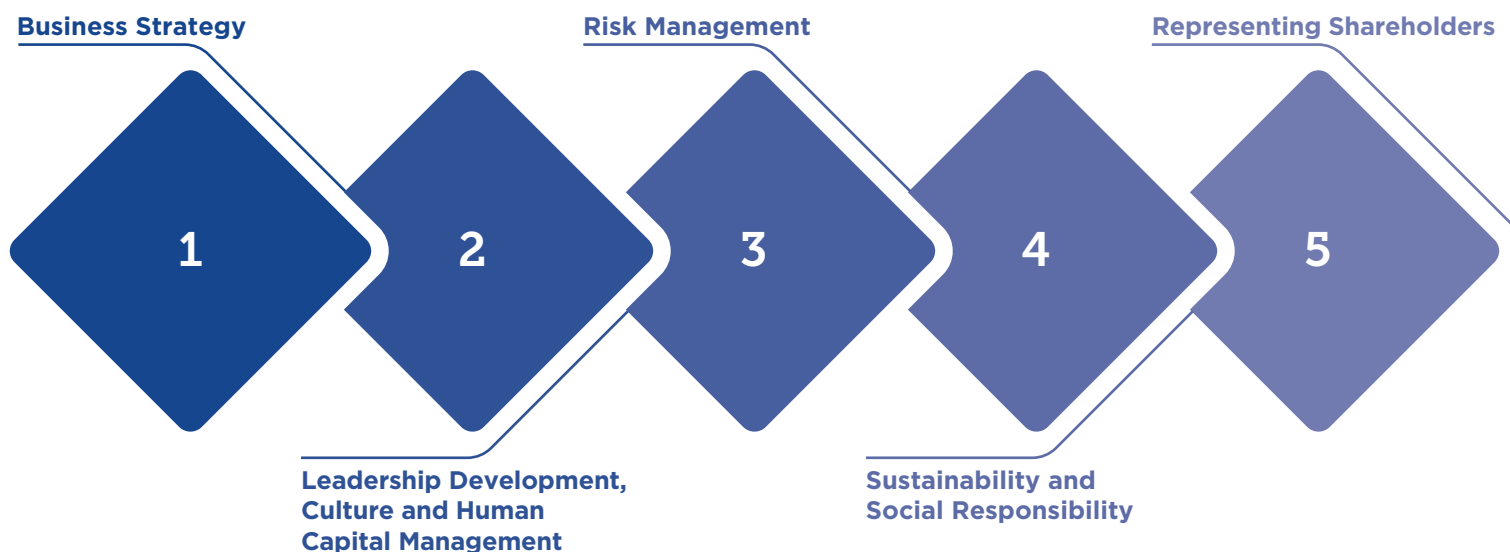 Business Strategy
Risk Management
Representing Shareholders
1
2
3
4
5
Leadership Development,
Culture and Human
Capital Management
Sustainability and
Social Responsibility